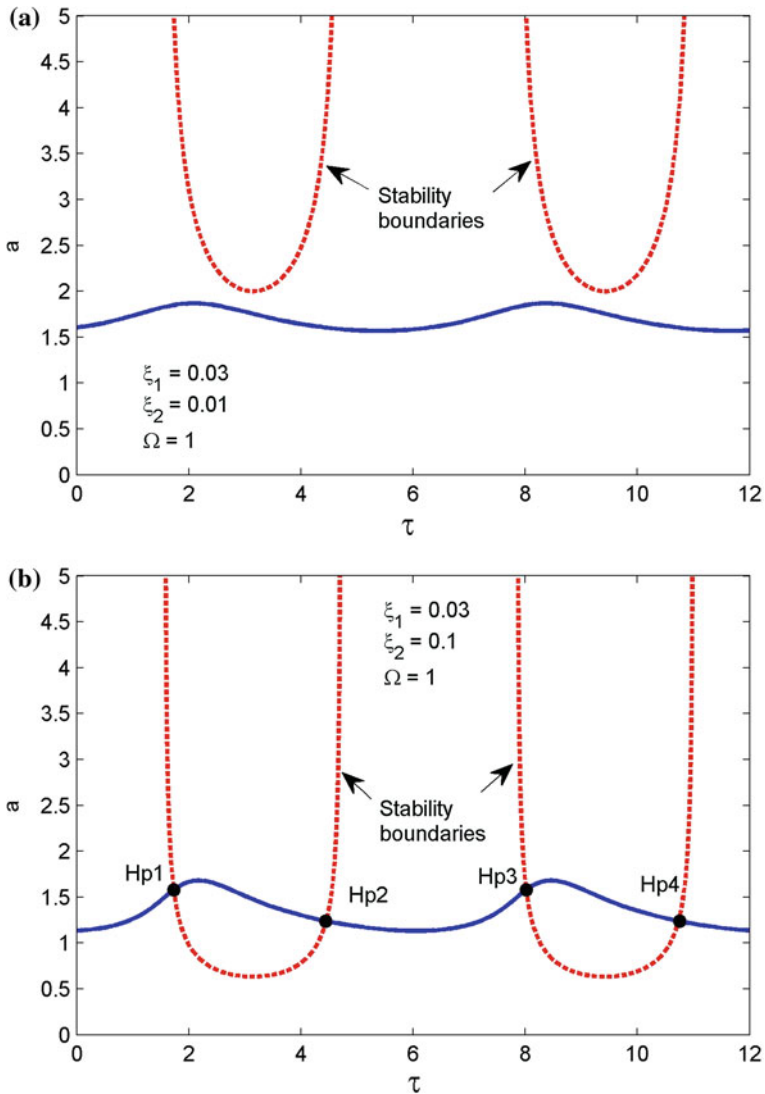 (a)
5
4.5
4
3.5
3
2.5
2
1.5
1
0.5
0
a
Stability
boundaries
ξ1 = 0.03
ξ2 = 0.01
Ω = 1
0 2 4 6 8 10 12
τ
(b)
5
4.5
4
3.5
3
2.5
2
1.5
1
0.5
0
a
ξ1 = 0.03
ξ2 = 0.1
Ω = 1
Stability
boundaries
Hp1
Hp2
Hp3
Hp4
0 2 4 6 8 10 12
τ